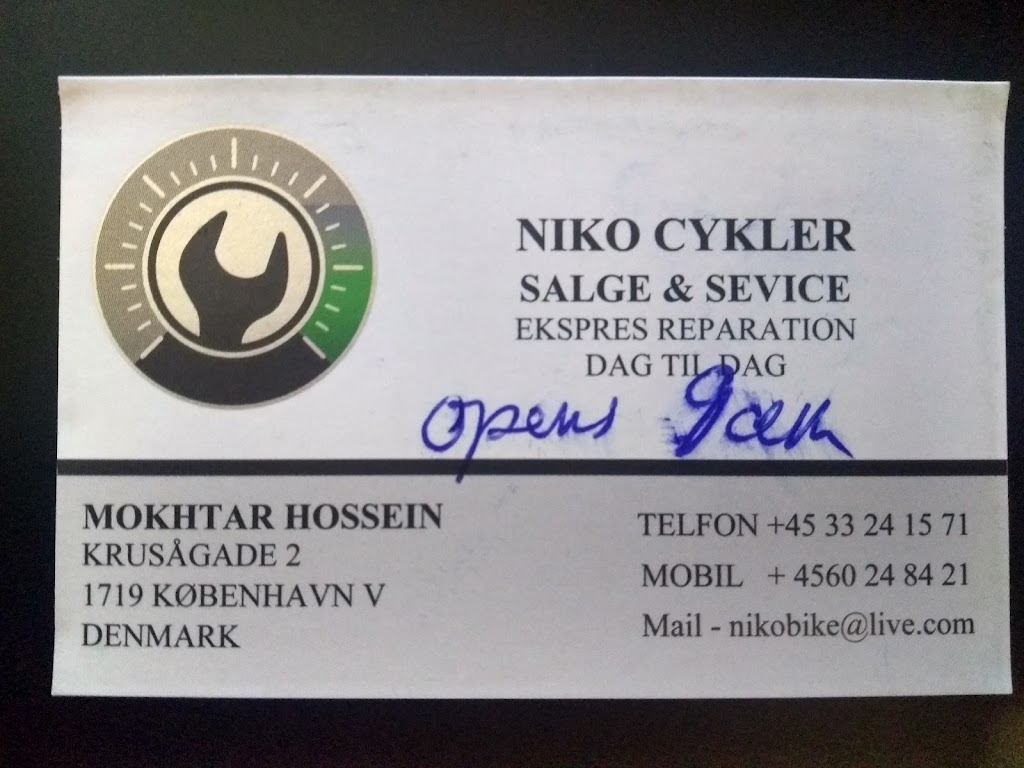 NIKO CYKLER
SALGE & SEVICE
EKSPRES REPARATION
DAG TIL DAG
opens 9am
MOKHTAR HOSSEIN
KRUSÅGADE 2
1719 KØBENHAVN V
DENMARK
TELFON +45 33 24 15 71
MOBIL + 4560 24 84 21
Mail - nikobike@live.com